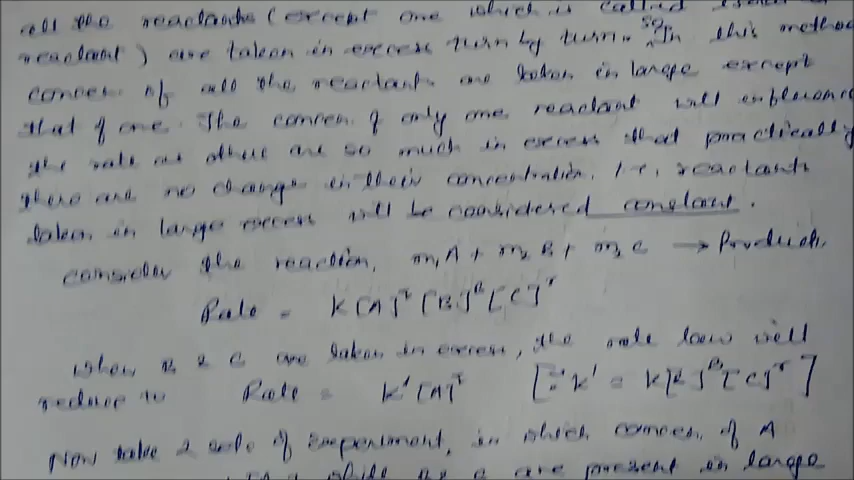 all the reactants (except one which is called
reactant) are taken in excess turn by turn. so In this method
concen. of all the reactants are taken in large except
that of one. The concen. of only one reactant will influence
the rate as other are so much in excess that practically
there are no change in their concentration. i.e, reactants
taken in large excess will be considered constant.
consider the reaction, m₁A + m₂B + m₃C → Product,
Rate = K[A] [B]ᵝ [C]ʳ
When B & C are taken in excess, the rate law will
reduce to Rate = K' [A] [∵ K' = K[B]ᵝ [C]ʳ]
Now take 2 sets of experiment, in which concen. of A
while B & C are present in large